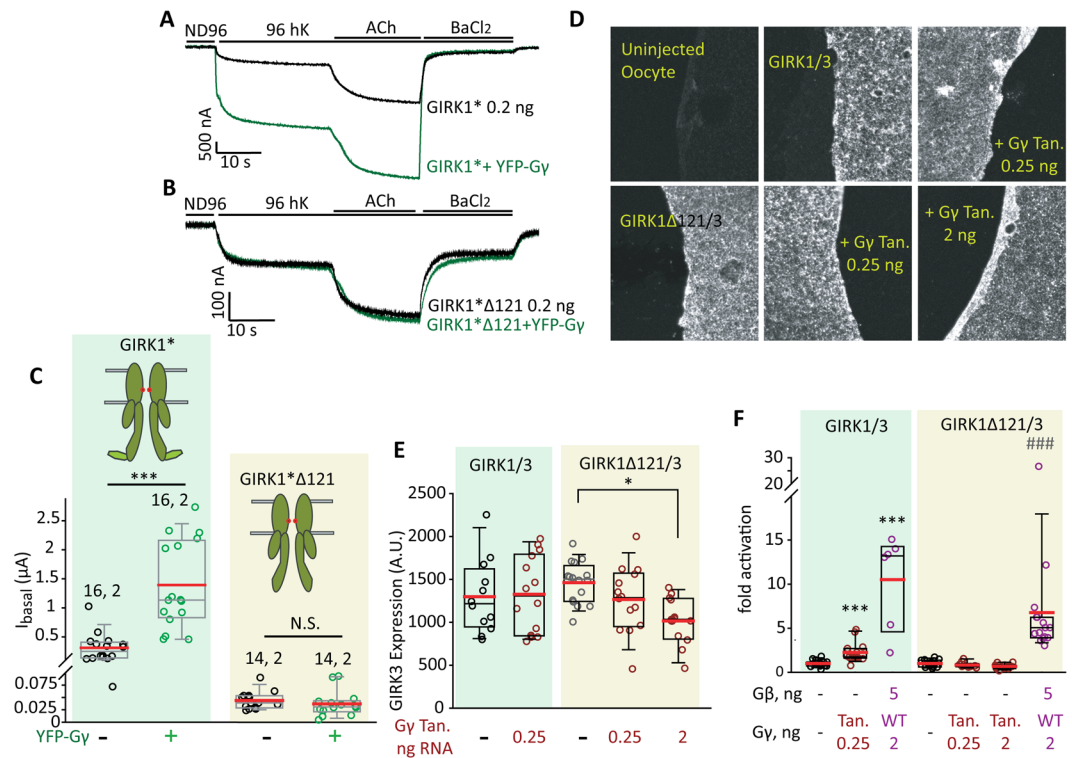 A
ND96 96 hK ACh BaCl2
GIRK1* 0.2 ng
500 nA
10 s
GIRK1*+ YFP-Gγ
B
ND96 96 hK ACh BaCl2
100 nA
10 s
GIRK1*Δ121 0.2 ng
GIRK1*Δ121+YFP-Gγ
C
GIRK1*
***
16, 2
16, 2
GIRK1*Δ121
N.S.
14, 2 14, 2
Ibasal (μA)
2.5
2
1.5
1
0.5
0.075
0.025
0
YFP-Gγ - + - +
D
Uninjected
Oocyte
GIRK1/3
+ Gγ Tan.
0.25 ng
GIRK1Δ121/3
+ Gγ Tan.
0.25 ng
+ Gγ Tan.
2 ng
E
GIRK1/3 GIRK1Δ121/3
*
GIRK3 Expression (A.U.)
2500
2000
1500
1000
500
0
Gγ Tan.
ng RNA
- 0.25 - 0.25 2
F
GIRK1/3 GIRK1Δ121/3
###
***
***
fold activation
30
20
15
10
5
0
Gβ, ng - - 5 - - - 5
Gγ, ng - Tan. 0.25 WT 2 - Tan. 0.25 Tan. 2 WT 2